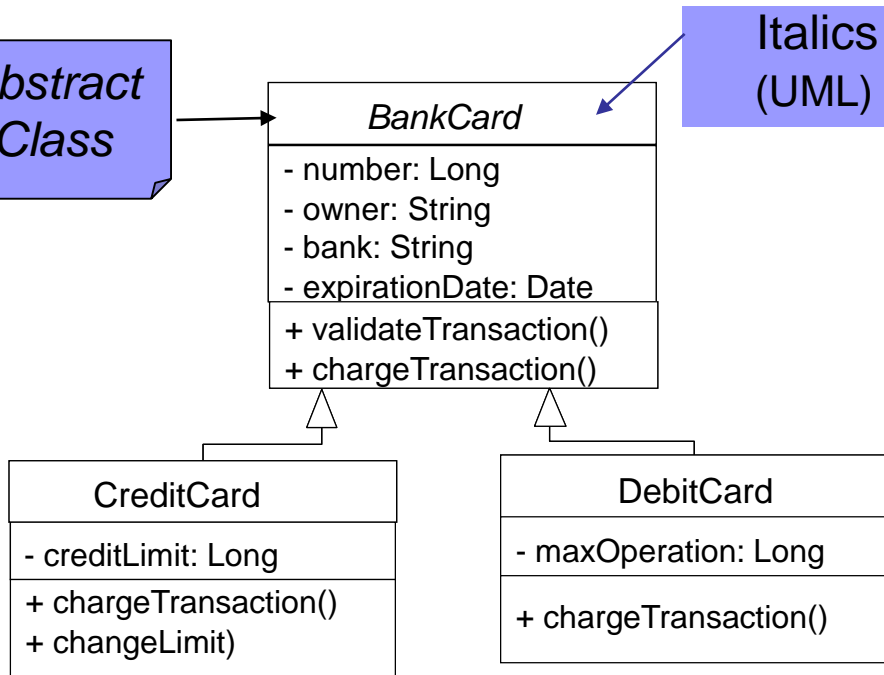 bstract
Class
Italics
(UML)
BankCard
- number: Long
- owner: String
- bank: String
- expirationDate: Date
+ validateTransaction()
+ chargeTransaction()
CreditCard
- creditLimit: Long
+ chargeTransaction()
+ changeLimit)
DebitCard
- maxOperation: Long
+ chargeTransaction()